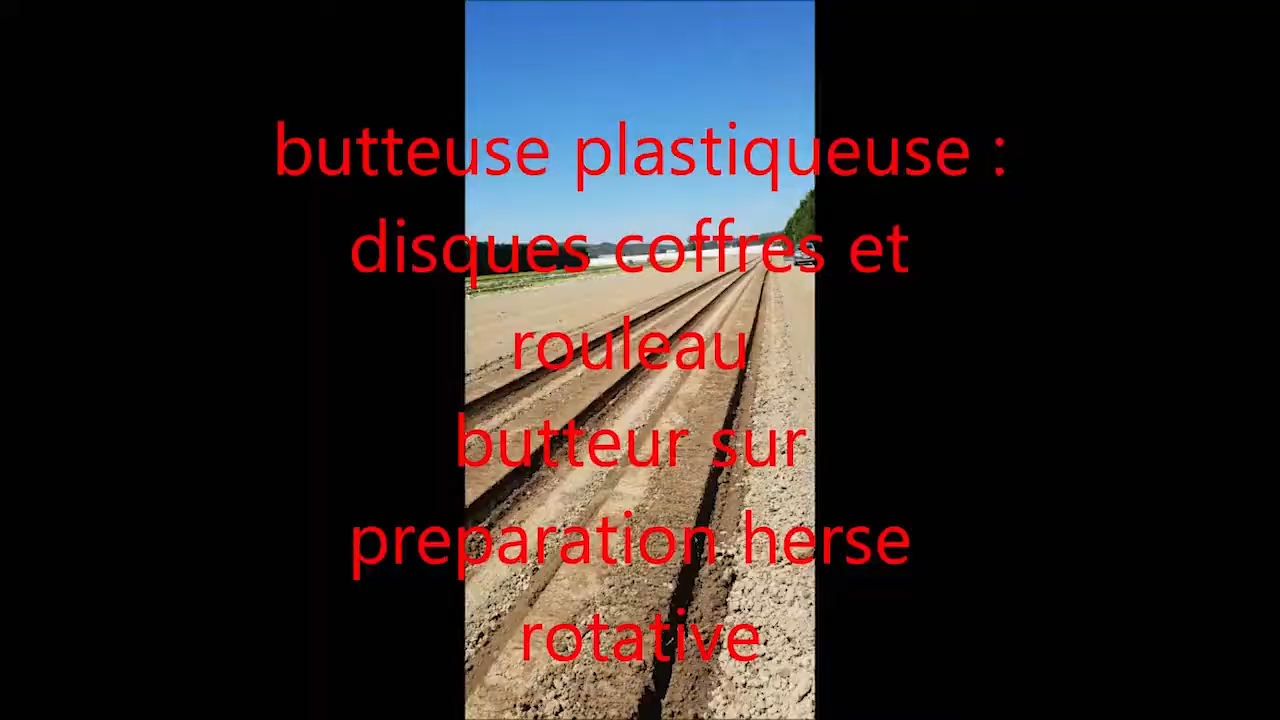 butteuse plastiqueuse :
disques coffres et
rouleau
butteur sur
preparation herse
rotative